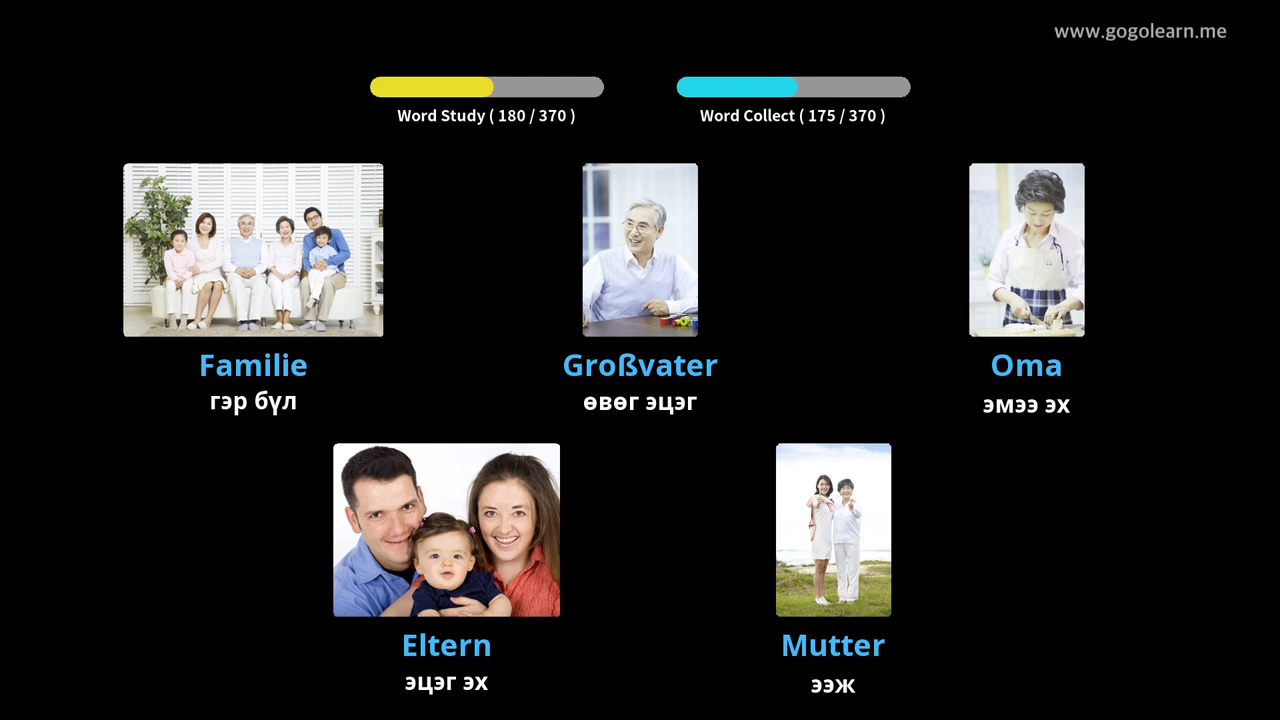 www.gogolearn.me
Word Study ( 180 / 370 )
Word Collect ( 175 / 370 )
Familie
гэр бүл
Großvater
өвөг эцэг
Oma
эмээ эх
Eltern
эцэг эх
Mutter
ээж